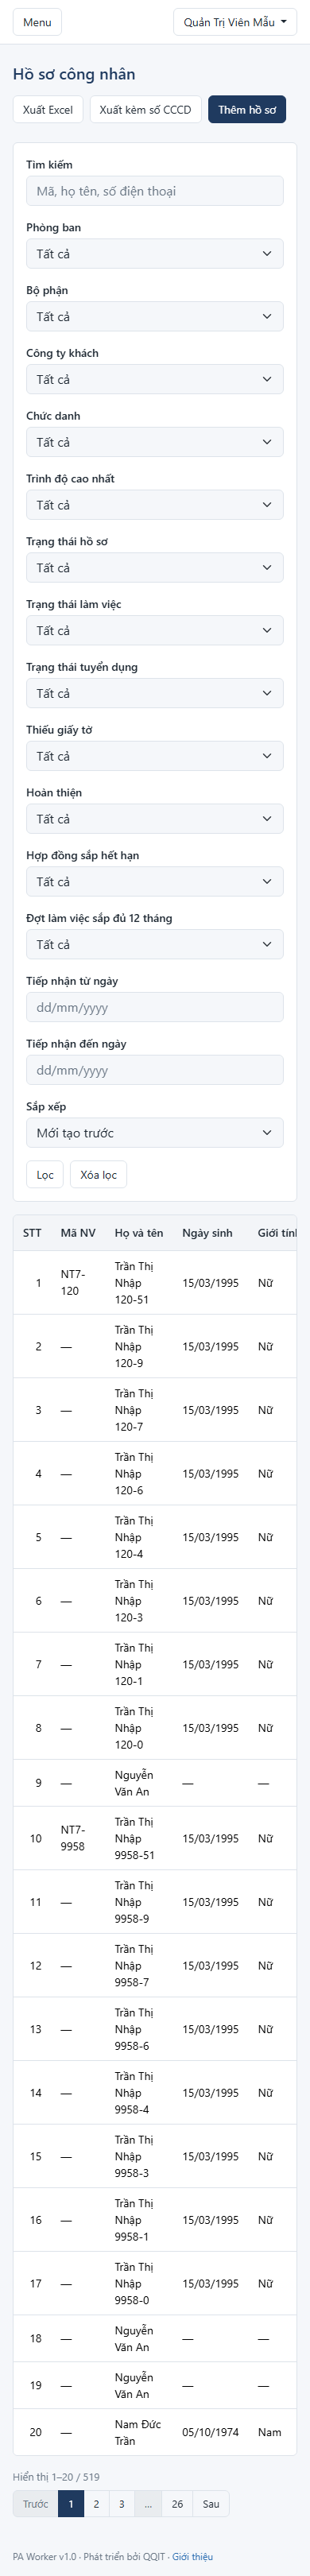 Menu
Quản Trị Viên Mẫu
Hồ sơ công nhân
Xuất Excel
Xuất kèm số CCCD
Thêm hồ sơ
Tìm kiếm
Mã, họ tên, số điện thoại
Phòng ban
Tất cả
Bộ phận
Tất cả
Công ty khách
Tất cả
Chức danh
Tất cả
Trình độ cao nhất
Tất cả
Trạng thái hồ sơ
Tất cả
Trạng thái làm việc
Tất cả
Trạng thái tuyển dụng
Tất cả
Thiếu giấy tờ
Tất cả
Hoàn thiện
Tất cả
Hợp đồng sắp hết hạn
Tất cả
Đợt làm việc sắp đủ 12 tháng
Tất cả
Tiếp nhận từ ngày
dd/mm/yyyy
Tiếp nhận đến ngày
dd/mm/yyyy
Sắp xếp
Mới tạo trước
Lọc
Xóa lọc
STT Mã NV Họ và tên Ngày sinh Giới tính
1 NT7-120 Trần Thị Nhập 120-51 15/03/1995 Nữ
2 — Trần Thị Nhập 120-9 15/03/1995 Nữ
3 — Trần Thị Nhập 120-7 15/03/1995 Nữ
4 — Trần Thị Nhập 120-6 15/03/1995 Nữ
5 — Trần Thị Nhập 120-4 15/03/1995 Nữ
6 — Trần Thị Nhập 120-3 15/03/1995 Nữ
7 — Trần Thị Nhập 120-1 15/03/1995 Nữ
8 — Trần Thị Nhập 120-0 15/03/1995 Nữ
9 — Nguyễn Văn An — —
10 NT7-9958 Trần Thị Nhập 9958-51 15/03/1995 Nữ
11 — Trần Thị Nhập 9958-9 15/03/1995 Nữ
12 — Trần Thị Nhập 9958-7 15/03/1995 Nữ
13 — Trần Thị Nhập 9958-6 15/03/1995 Nữ
14 — Trần Thị Nhập 9958-4 15/03/1995 Nữ
15 — Trần Thị Nhập 9958-3 15/03/1995 Nữ
16 — Trần Thị Nhập 9958-1 15/03/1995 Nữ
17 — Trần Thị Nhập 9958-0 15/03/1995 Nữ
18 — Nguyễn Văn An — —
19 — Nguyễn Văn An — —
20 — Nam Đức Trần 05/10/1974 Nam
Hiển thị 1–20 / 519
Trước 1 2 3 … 26 Sau
PA Worker v1.0 · Phát triển bởi QQIT · Giới thiệu